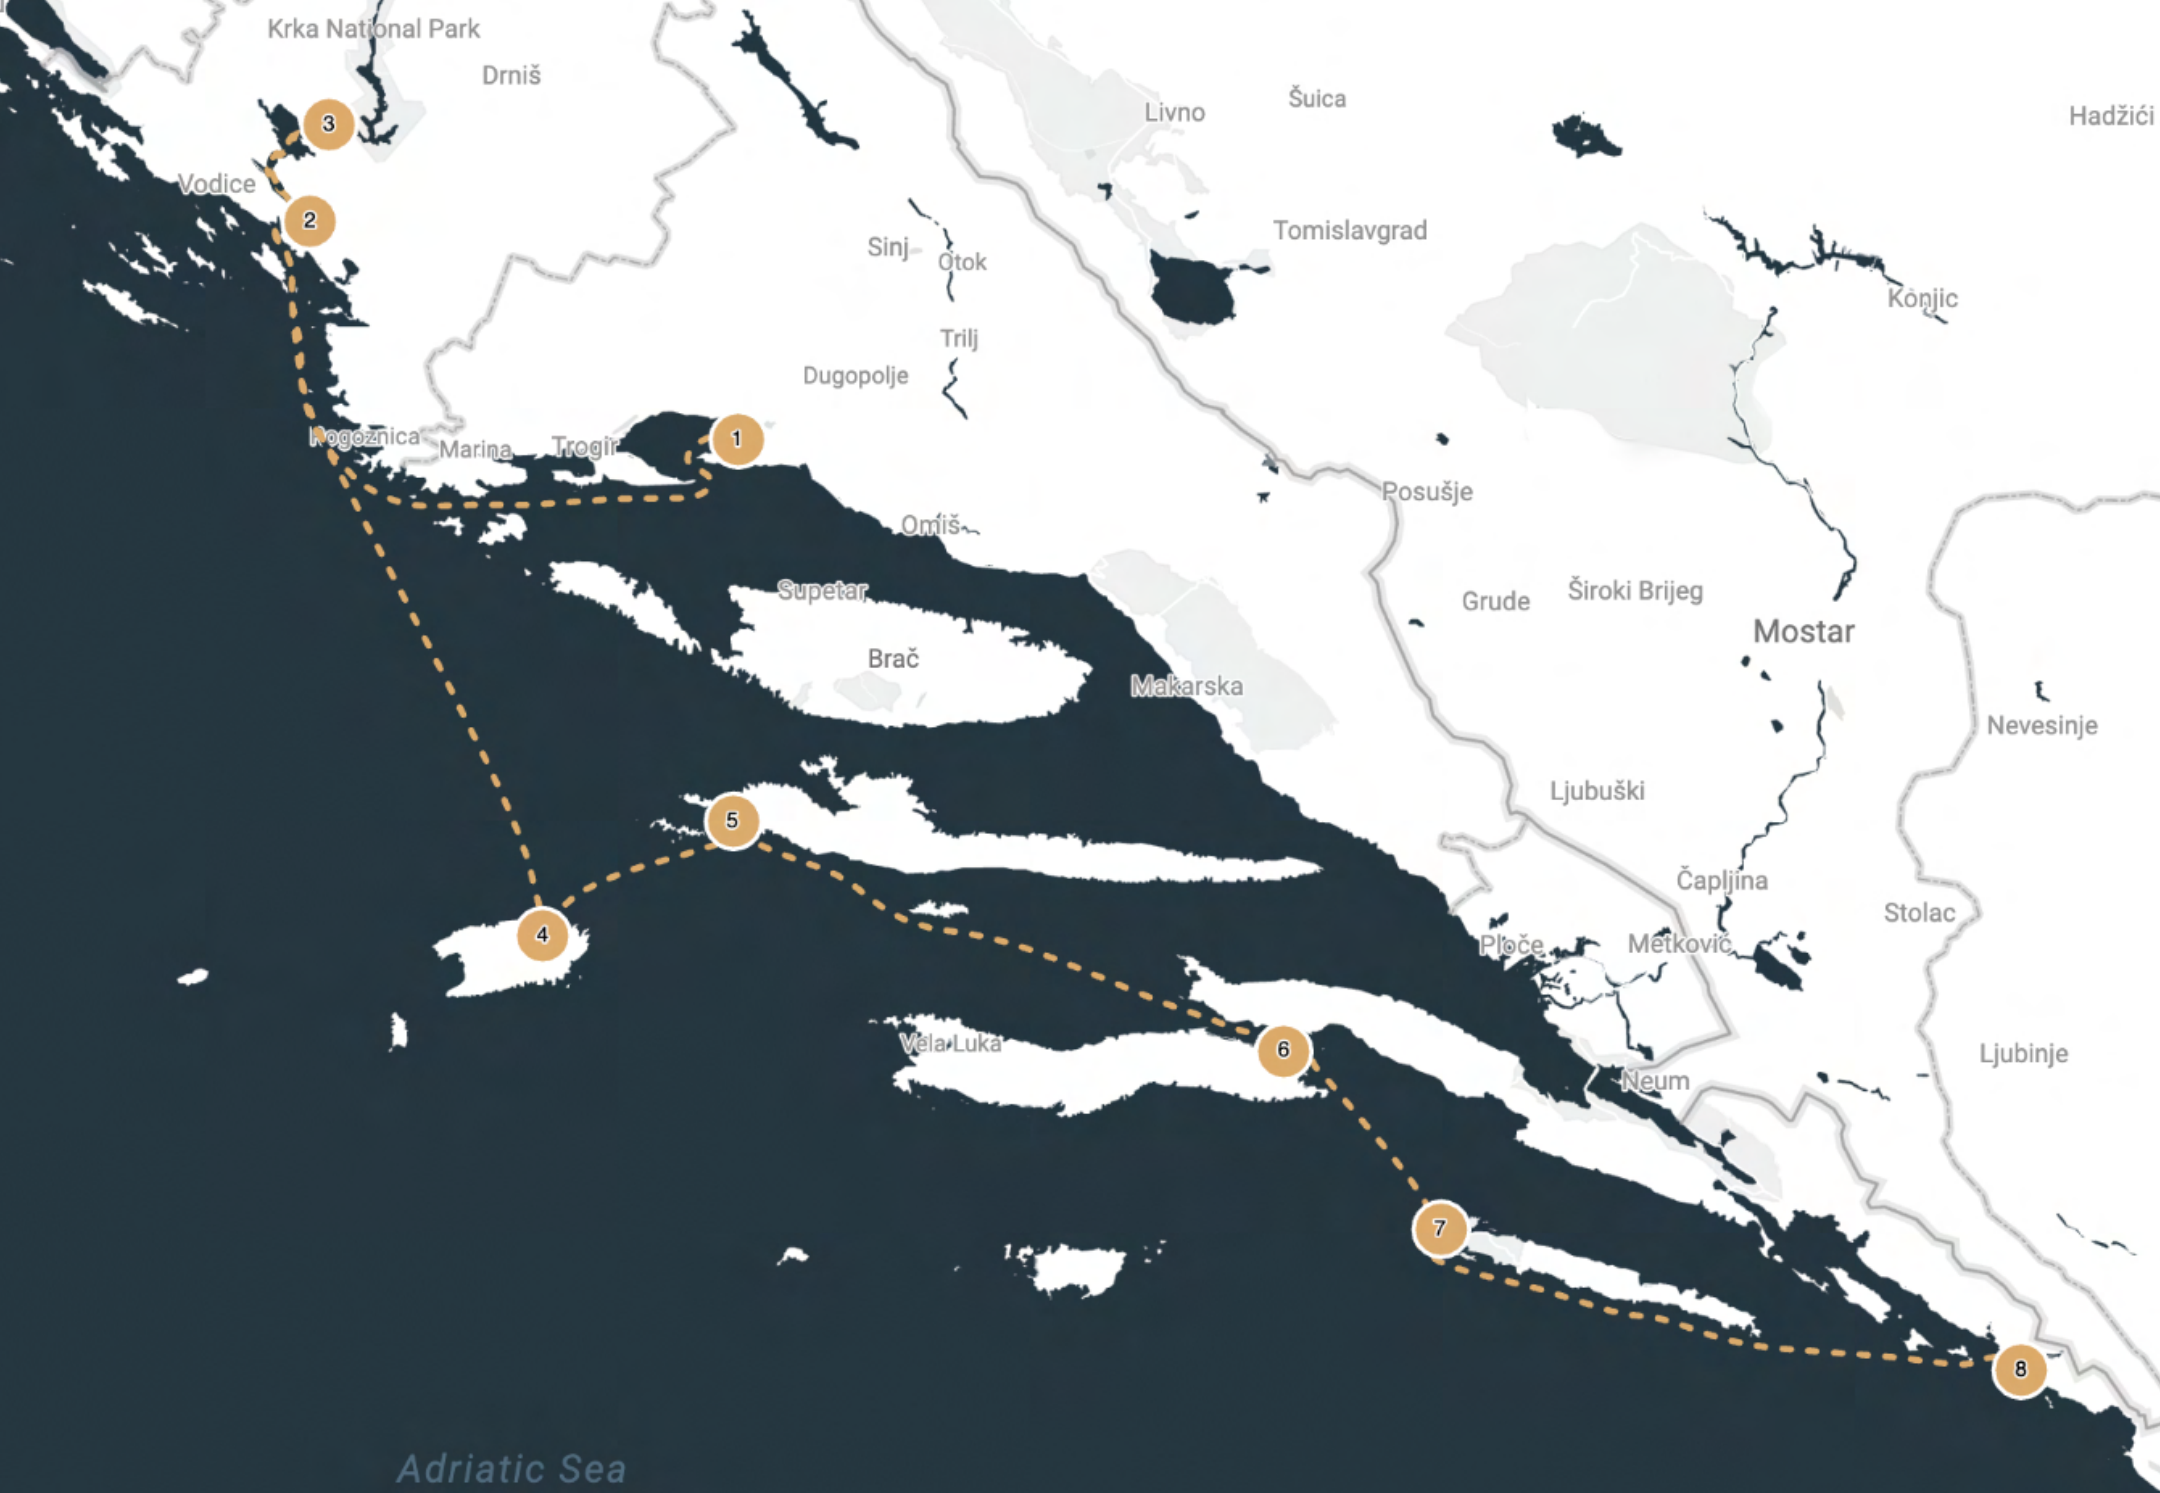 Krka National Park
Drniš
Livno
Šuica
Hadžići
3
Vodice
2
Sinj
Otok
Tomislavgrad
Konjic
Trilj
Dugopolje
Rogoznica
Marina
Trogir
1
Posušje
Omiš
Supetar
Grude
Široki Brijeg
Mostar
Brač
Makarska
Nevesinje
Ljubuški
5
Čapljina
Stolac
4
Ploče
Metković
Vela Luka
6
Ljubinje
Neum
7
8
Adriatic Sea